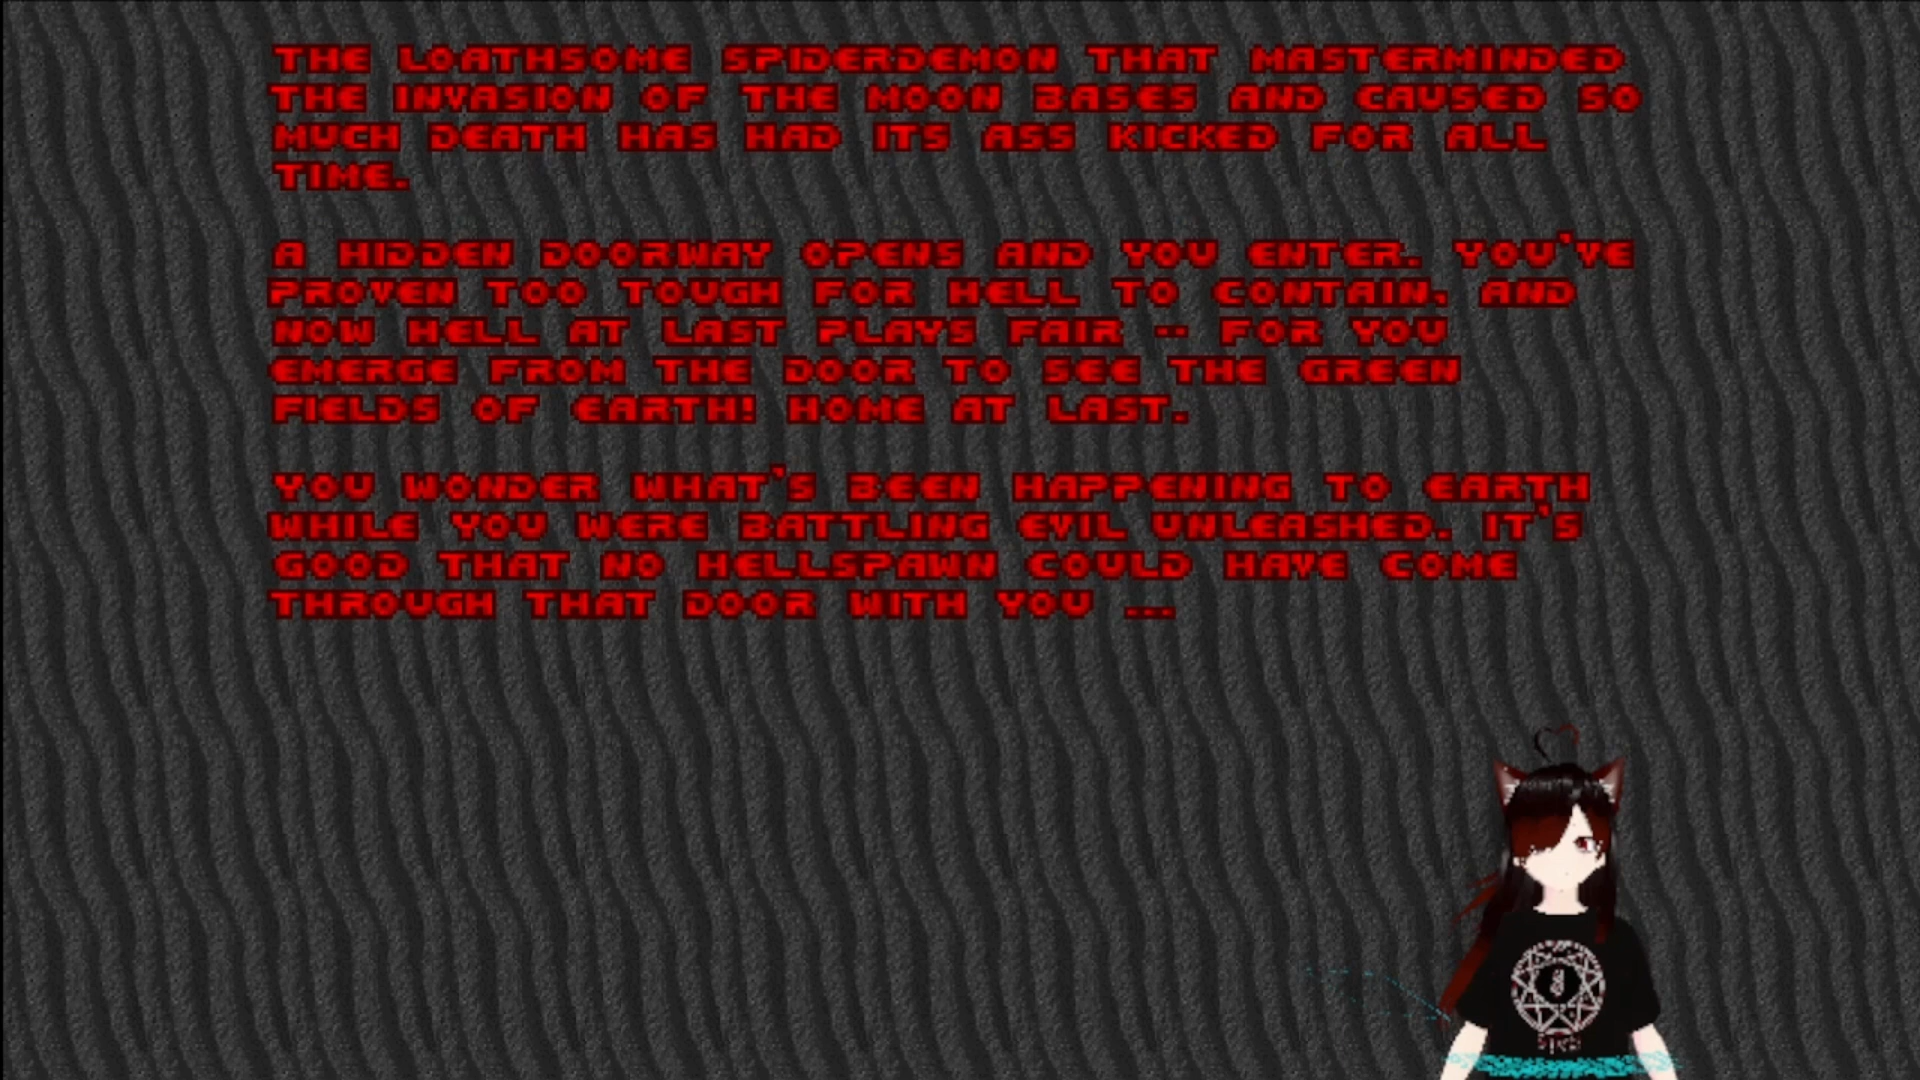 THE LOATHSOME SPIDERDEMON THAT MASTERMINDED
THE INVASION OF THE MOON BASES AND CAUSED SO
MUCH DEATH HAS HAD ITS ASS KICKED FOR ALL
TIME.
A HIDDEN DOORWAY OPENS AND YOU ENTER. YOU'VE
PROVEN TOO TOUGH FOR HELL TO CONTAIN, AND
NOW HELL AT LAST PLAYS FAIR -- FOR YOU
EMERGE FROM THE DOOR TO SEE THE GREEN
FIELDS OF EARTH! HOME AT LAST.
YOU WONDER WHAT'S BEEN HAPPENING TO EARTH
WHILE YOU WERE BATTLING EVIL UNLEASHED. IT'S
GOOD THAT NO HELLSPAWN COULD HAVE COME
THROUGH THAT DOOR WITH YOU ...